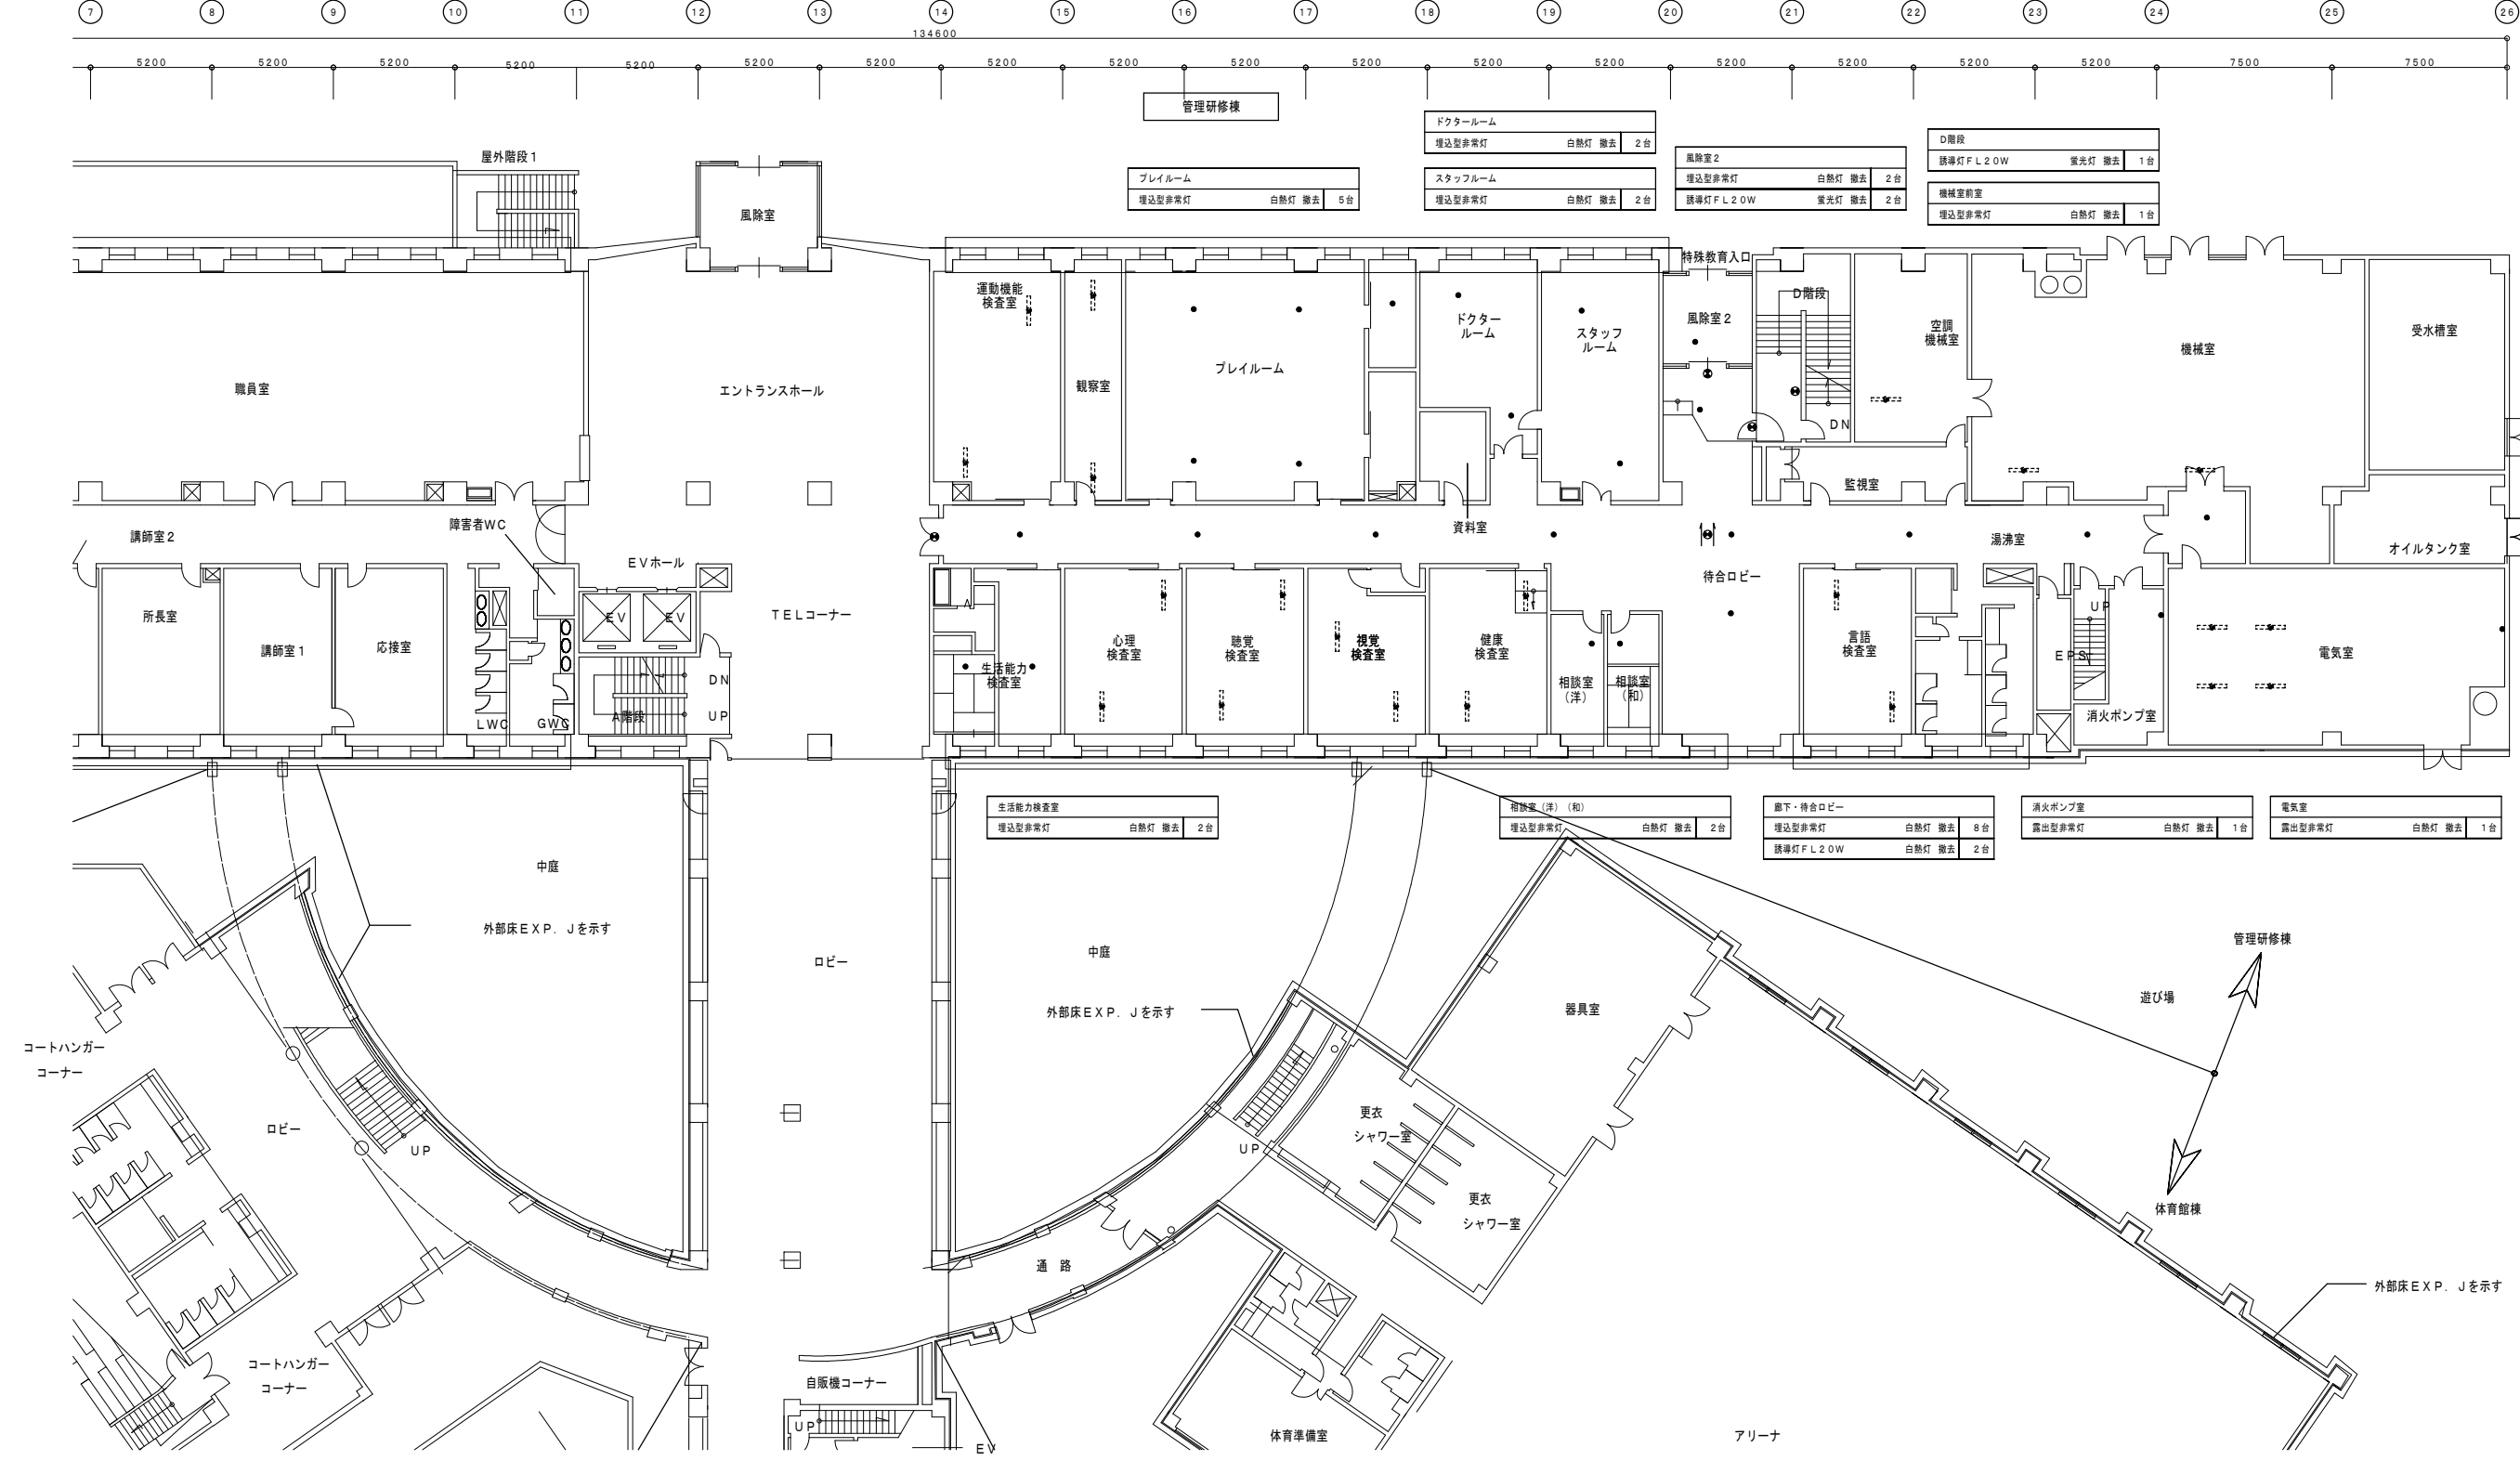 7 8 9 10 11 12 13 14 15 16 17 18 19 20 21 22 23 24 25 26
134600
5200 5200 5200 5200 5200 5200 5200 5200 5200 5200 5200 5200 5200 5200 5200 5200 5200 7500 7500
管理研修棟
ドクタールーム
埋込型非常灯 白熱灯 撤去 2台
プレイルーム
埋込型非常灯 白熱灯 撤去 5台
スタッフルーム
埋込型非常灯 白熱灯 撤去 2台
風除室2
埋込型非常灯 白熱灯 撤去 2台
誘導灯FL20W 蛍光灯 撤去 2台
D階段
誘導灯FL20W 蛍光灯 撤去 1台
機械室前室
埋込型非常灯 白熱灯 撤去 1台
屋外階段1
風除室
特殊教育入口
運動機能
検査室
D階段
ドクター
ルーム
スタッフ
ルーム
風除室2
空調
機械室
機械室
受水槽室
職員室
エントランスホール
観察室
プレイルーム
DN
監視室
障害者WC
資料室
講師室2
EVホール
湯沸室
オイルタンク室
待合ロビー
所長室
講師室1
応接室
EV
EV
TELコーナー
心理
検査室
聴覚
検査室
視覚
検査室
健康
検査室
言語
検査室
UP
EPS
電気室
生活能力
検査室
相談室
(洋)
相談室
(和)
DN
UP
LWC
GWC
A階段
消火ポンプ室
生活能力検査室
埋込型非常灯 白熱灯 撤去 2台
相談室(洋)(和)
埋込型非常灯 白熱灯 撤去 2台
廊下・待合ロビー
埋込型非常灯 白熱灯 撤去 8台
誘導灯FL20W 白熱灯 撤去 2台
消火ポンプ室
露出型非常灯 白熱灯 撤去 1台
電気室
露出型非常灯 白熱灯 撤去 1台
中庭
外部床EXP.Jを示す
ロビー
中庭
外部床EXP.Jを示す
器具室
管理研修棟
遊び場
体育館棟
コートハンガー
コーナー
ロビー
UP
UP
更衣
シャワー室
更衣
シャワー室
通 路
外部床EXP.Jを示す
コートハンガー
コーナー
自販機コーナー
UP
EV
体育準備室
アリーナ